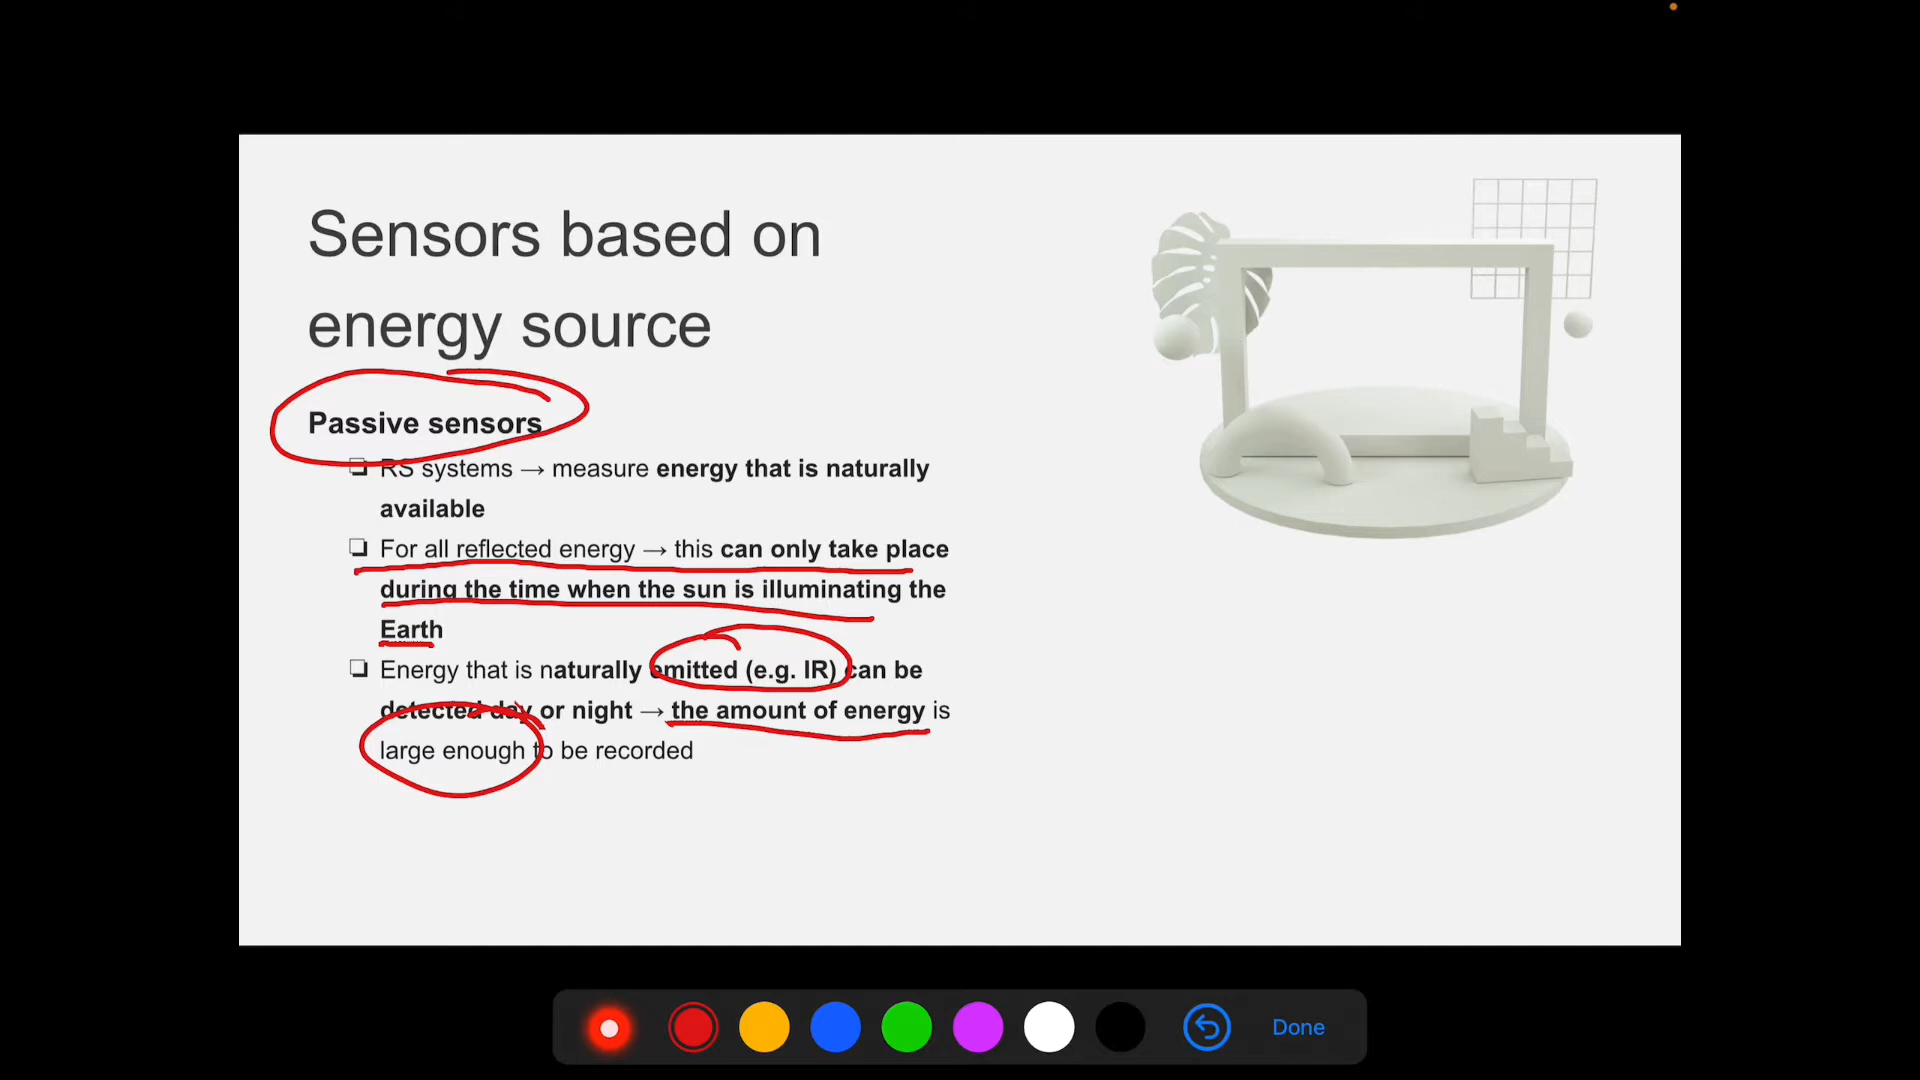 Sensors based on
energy source
Passive sensors
❏ RS systems → measure energy that is naturally
available
❏ For all reflected energy → this can only take place
during the time when the sun is illuminating the
Earth
❏ Energy that is naturally emitted (e.g. IR) can be
detected day or night → the amount of energy is
large enough to be recorded
Done